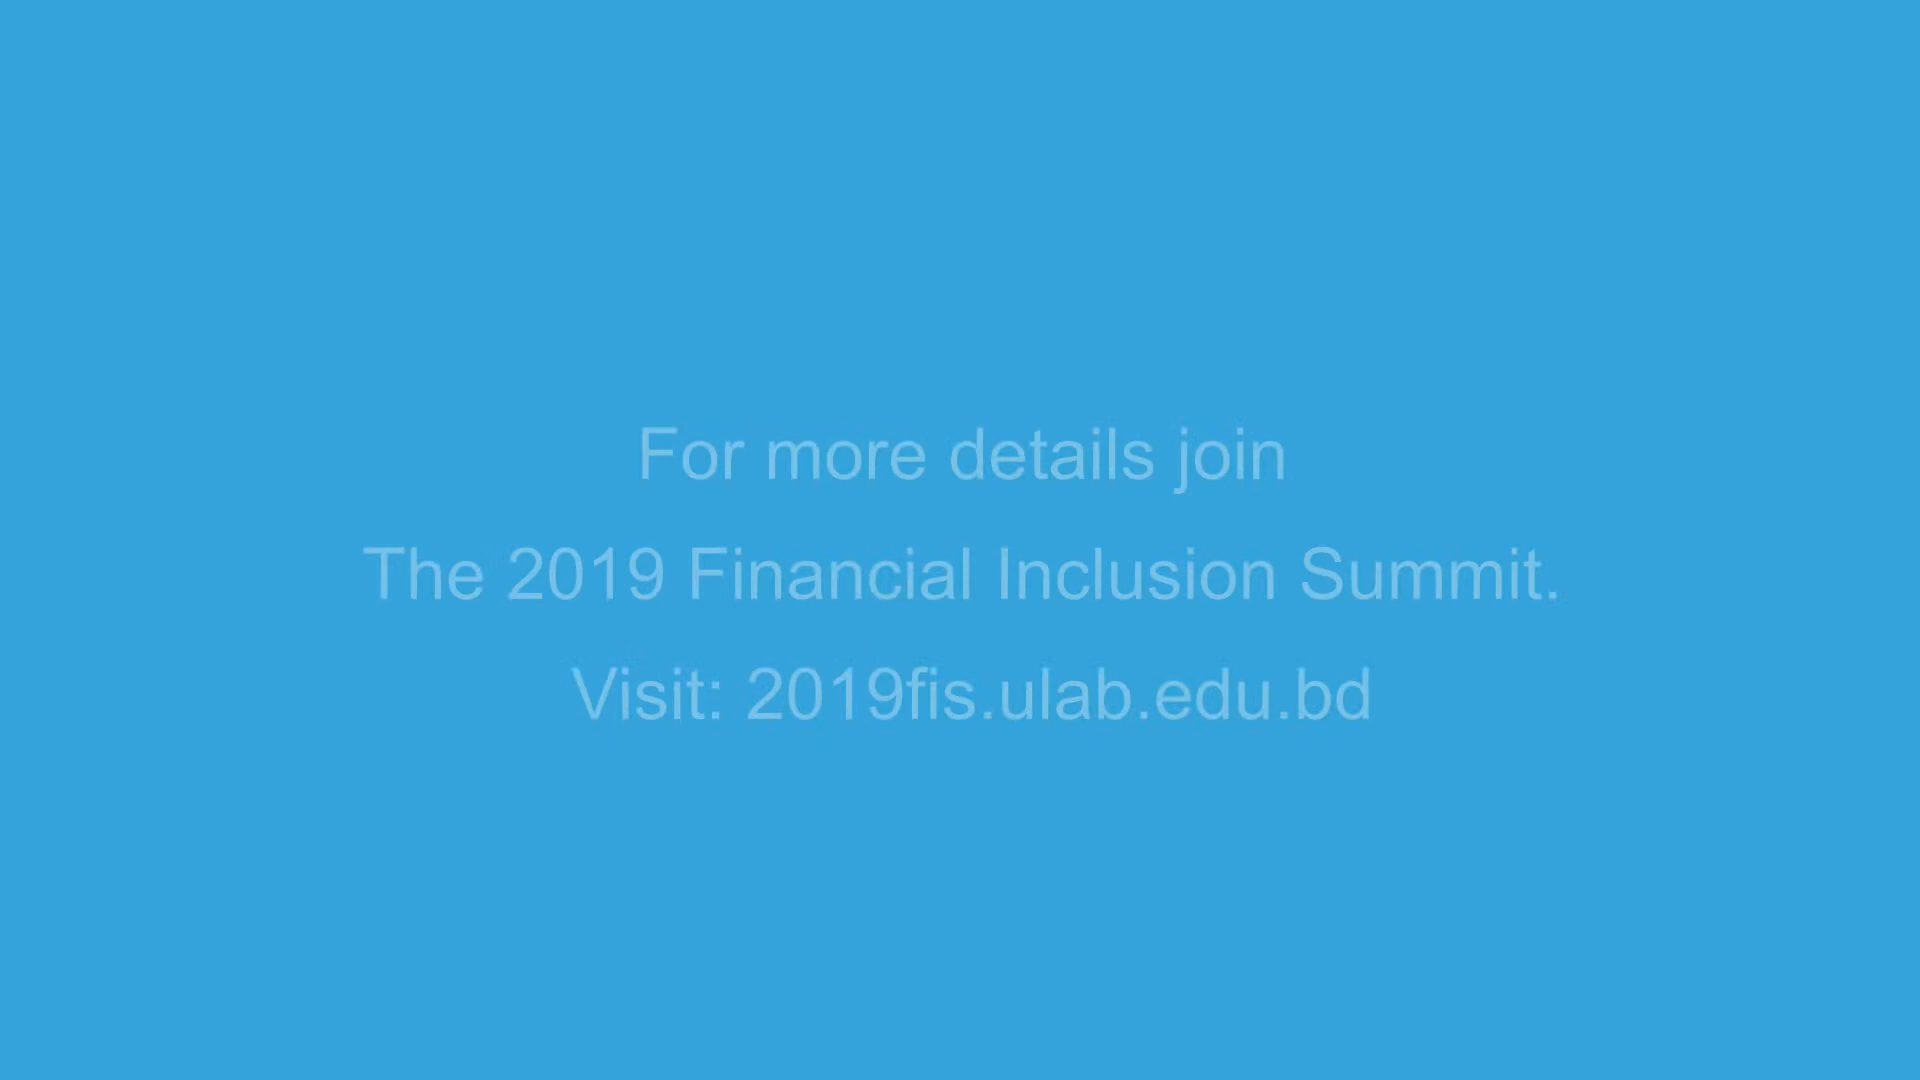 For more details join
The 2019 Financial Inclusion Summit.
Visit: 2019fis.ulab.edu.bd